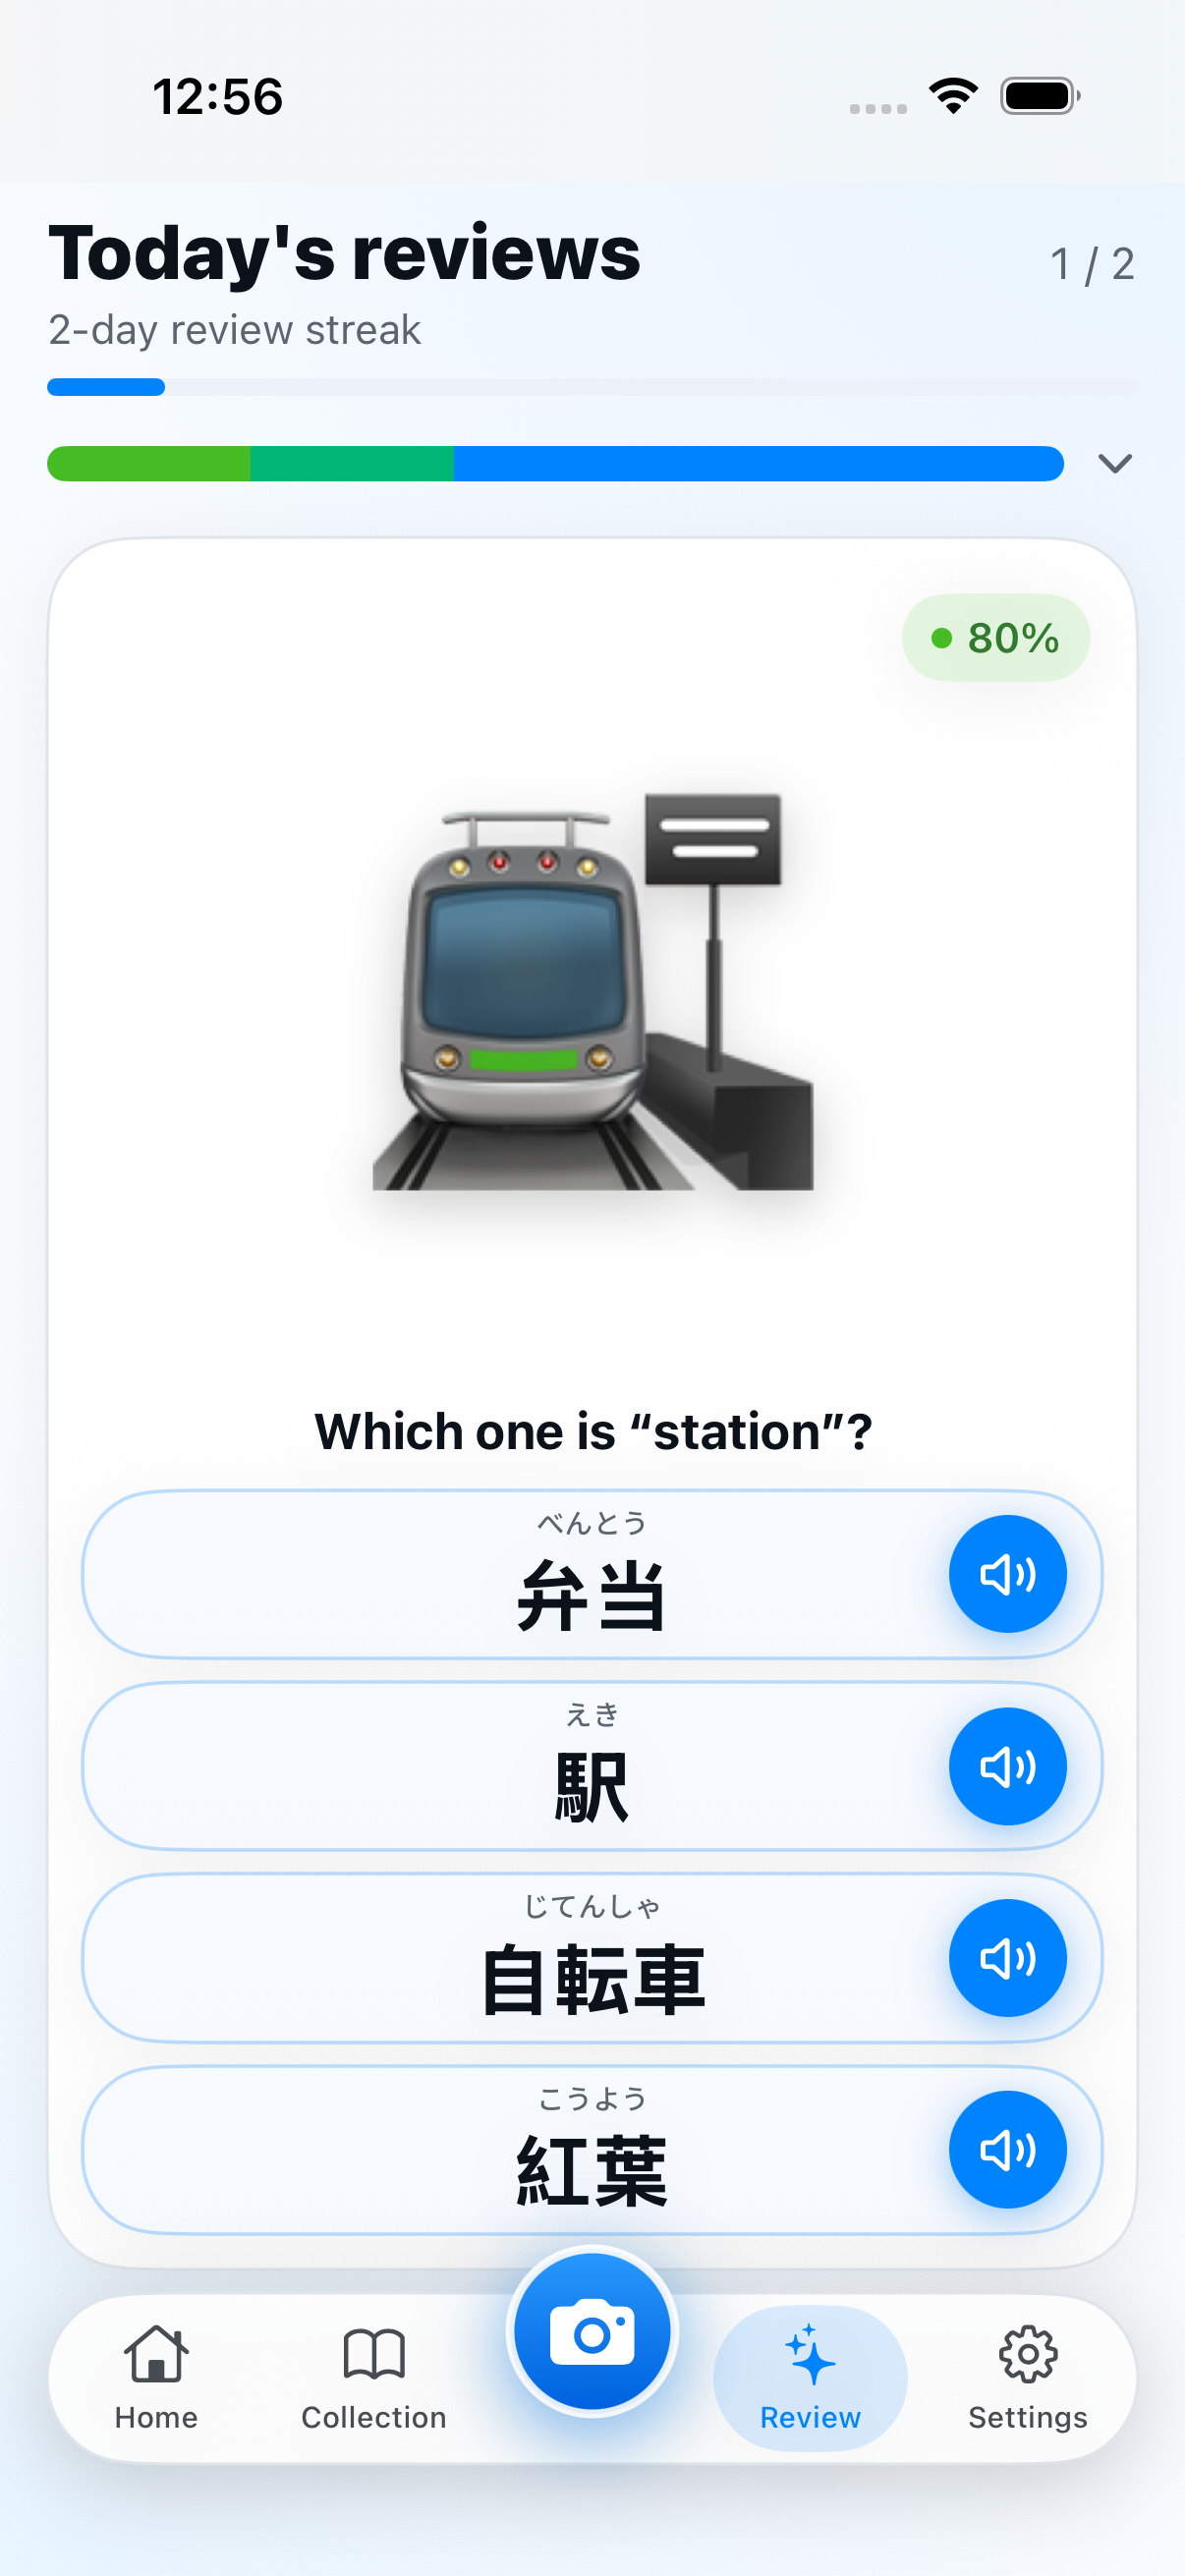 12:56
Today's reviews
1 / 2
2-day review streak
80%
Which one is “station”?
べんとう
弁当
えき
駅
じてんしゃ
自転車
こうよう
紅葉
Home
Collection
Review
Settings